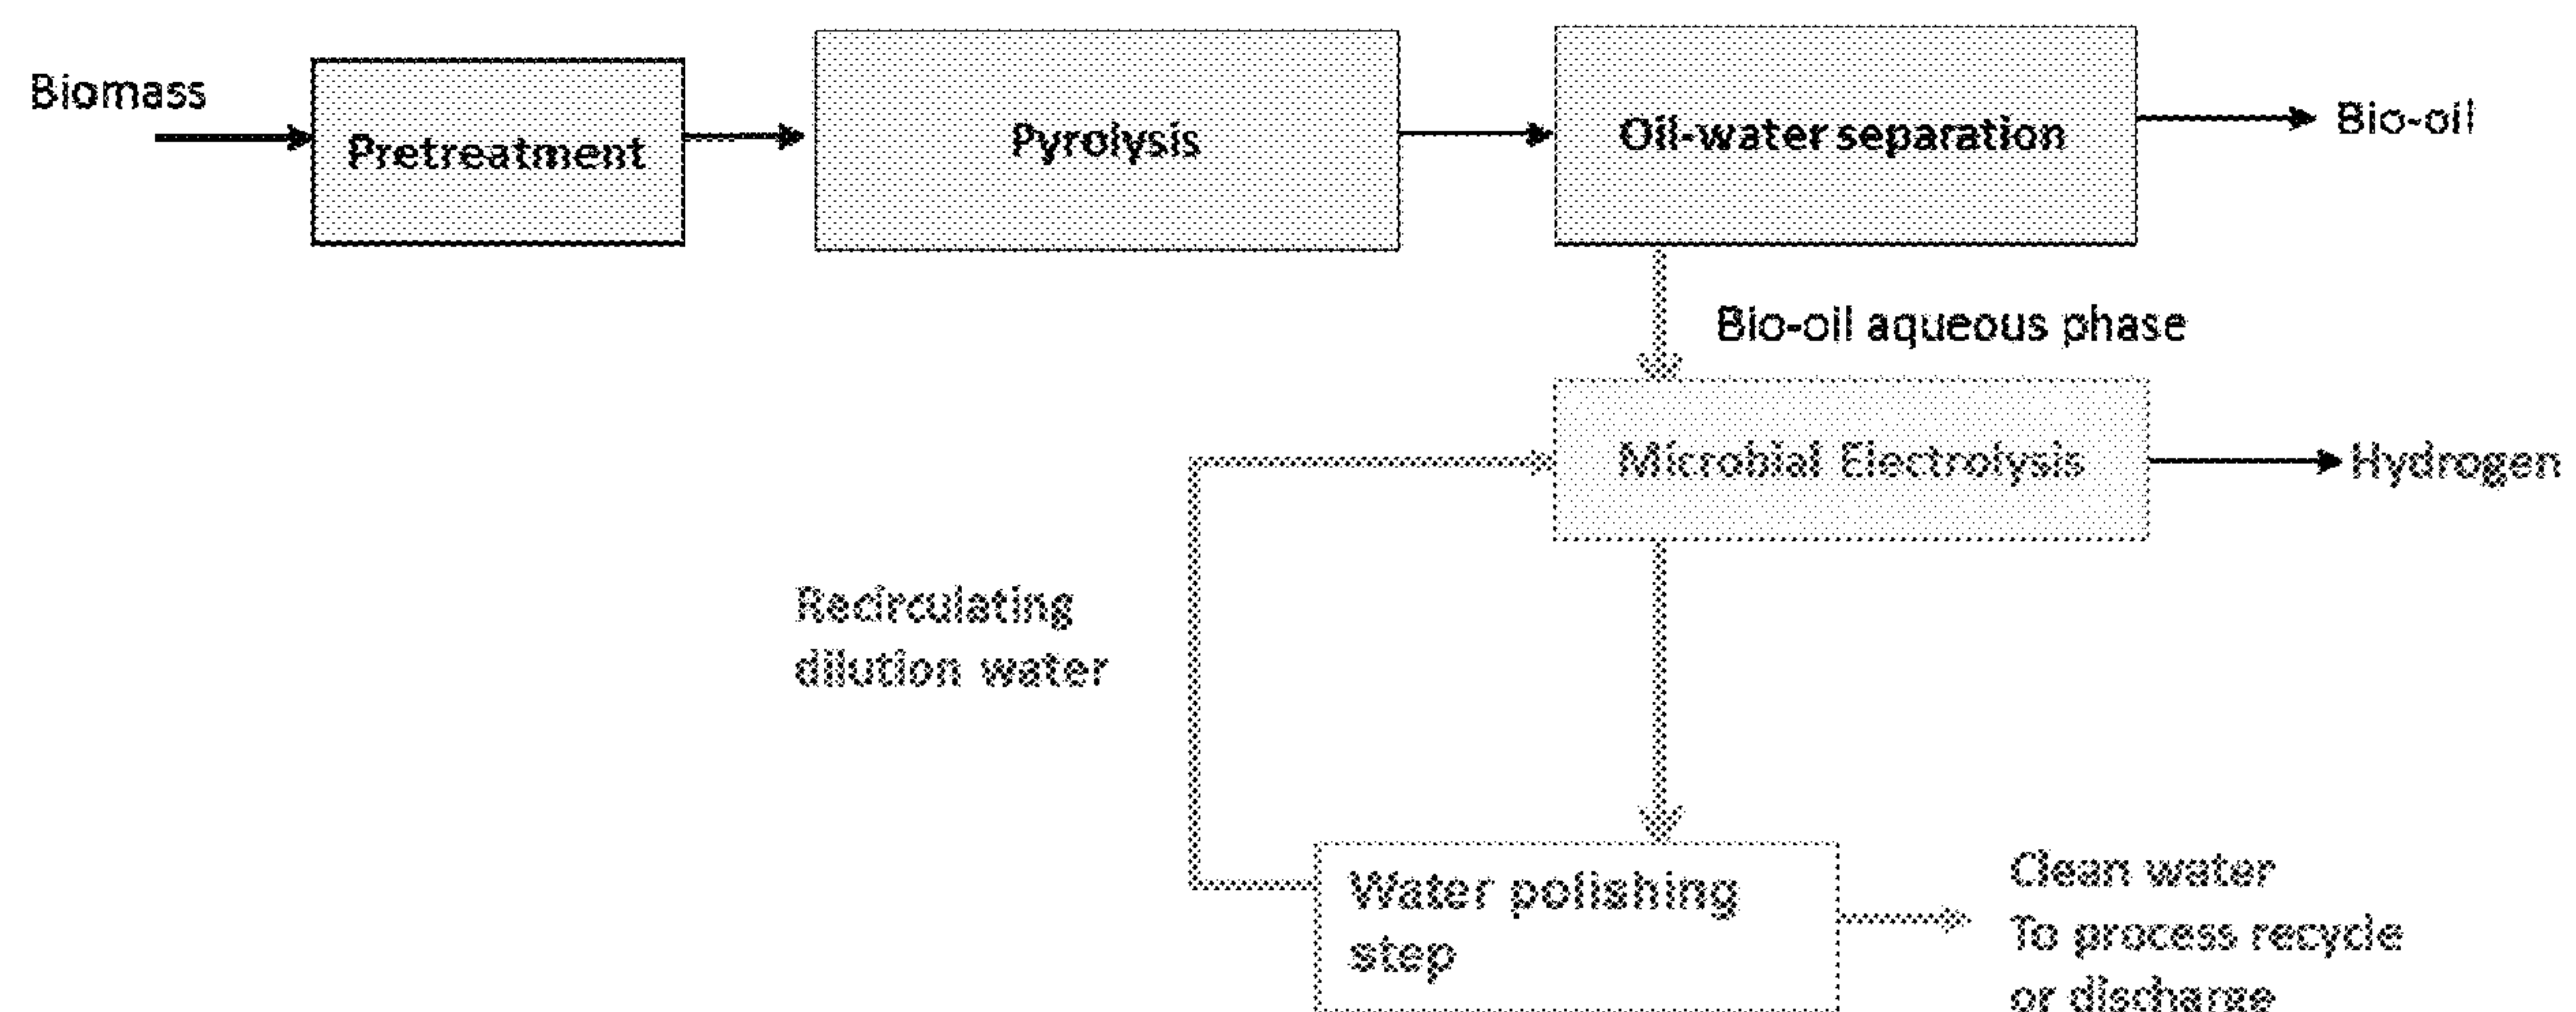 Biomass
Pretreatment
Pyrolysis
Oil-water separation
Bio-oil
Bio-oil aqueous phase
Microbial Electrolysis
Hydrogen
Recirculating
dilution water
Water polishing
step
Clean water
To process recycle
or discharge